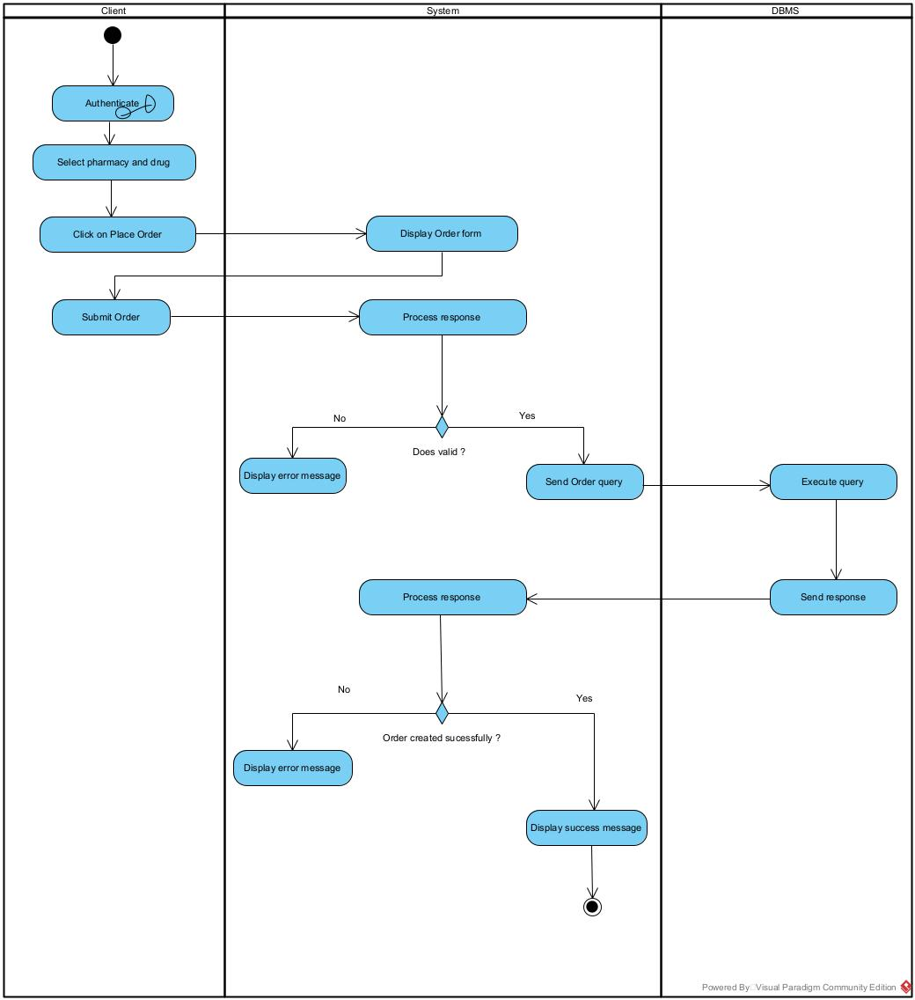 Client
System
DBMS
Authenticate
Select pharmacy and drug
Click on Place Order
Display Order form
Submit Order
Process response
No
Yes
Does valid ?
Display error message
Send Order query
Execute query
Process response
Send response
No
Yes
Order created sucessfully ?
Display error message
Display success message
Powered By Visual Paradigm Community Edition